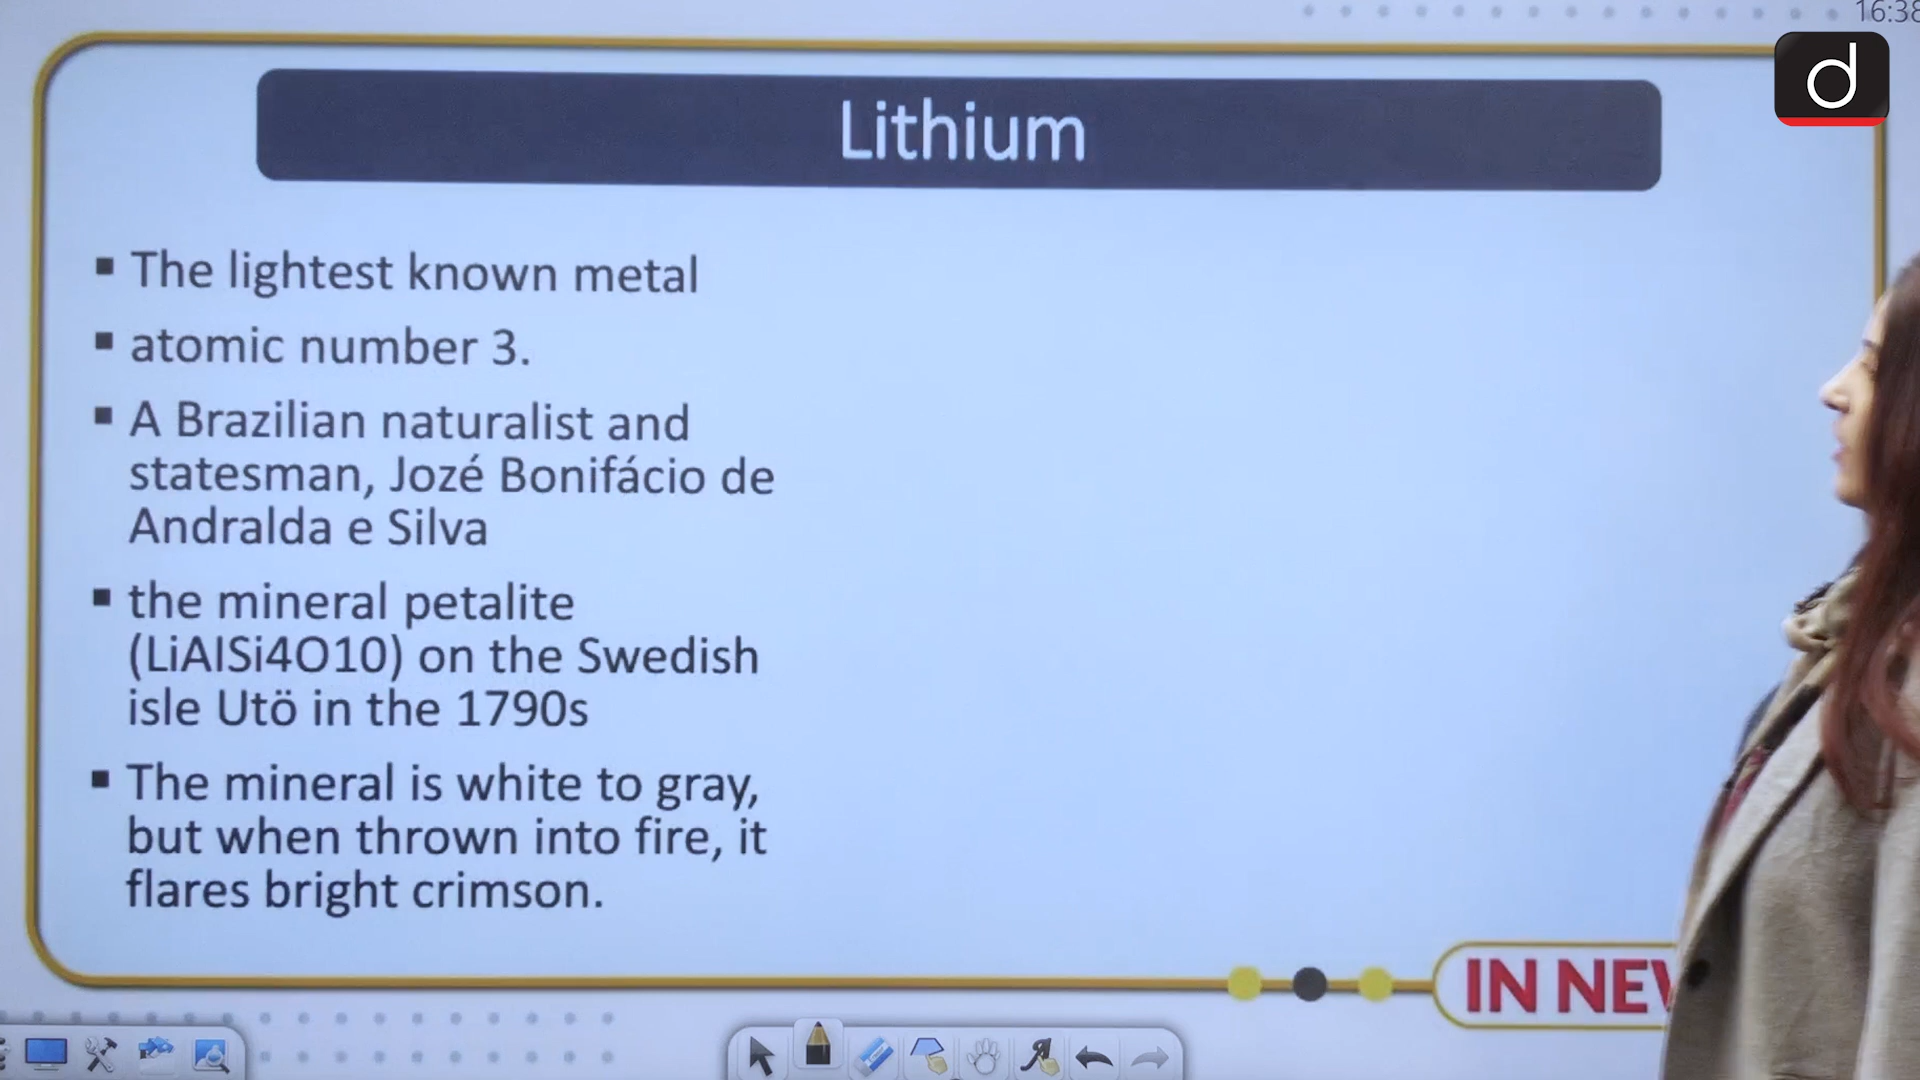 16:38
d
Lithium
▪ The lightest known metal
▪ atomic number 3.
▪ A Brazilian naturalist and
statesman, Jozé Bonifácio de
Andralda e Silva
▪ the mineral petalite
(LiAlSi4O10) on the Swedish
isle Utö in the 1790s
▪ The mineral is white to gray,
but when thrown into fire, it
flares bright crimson.
IN NEW